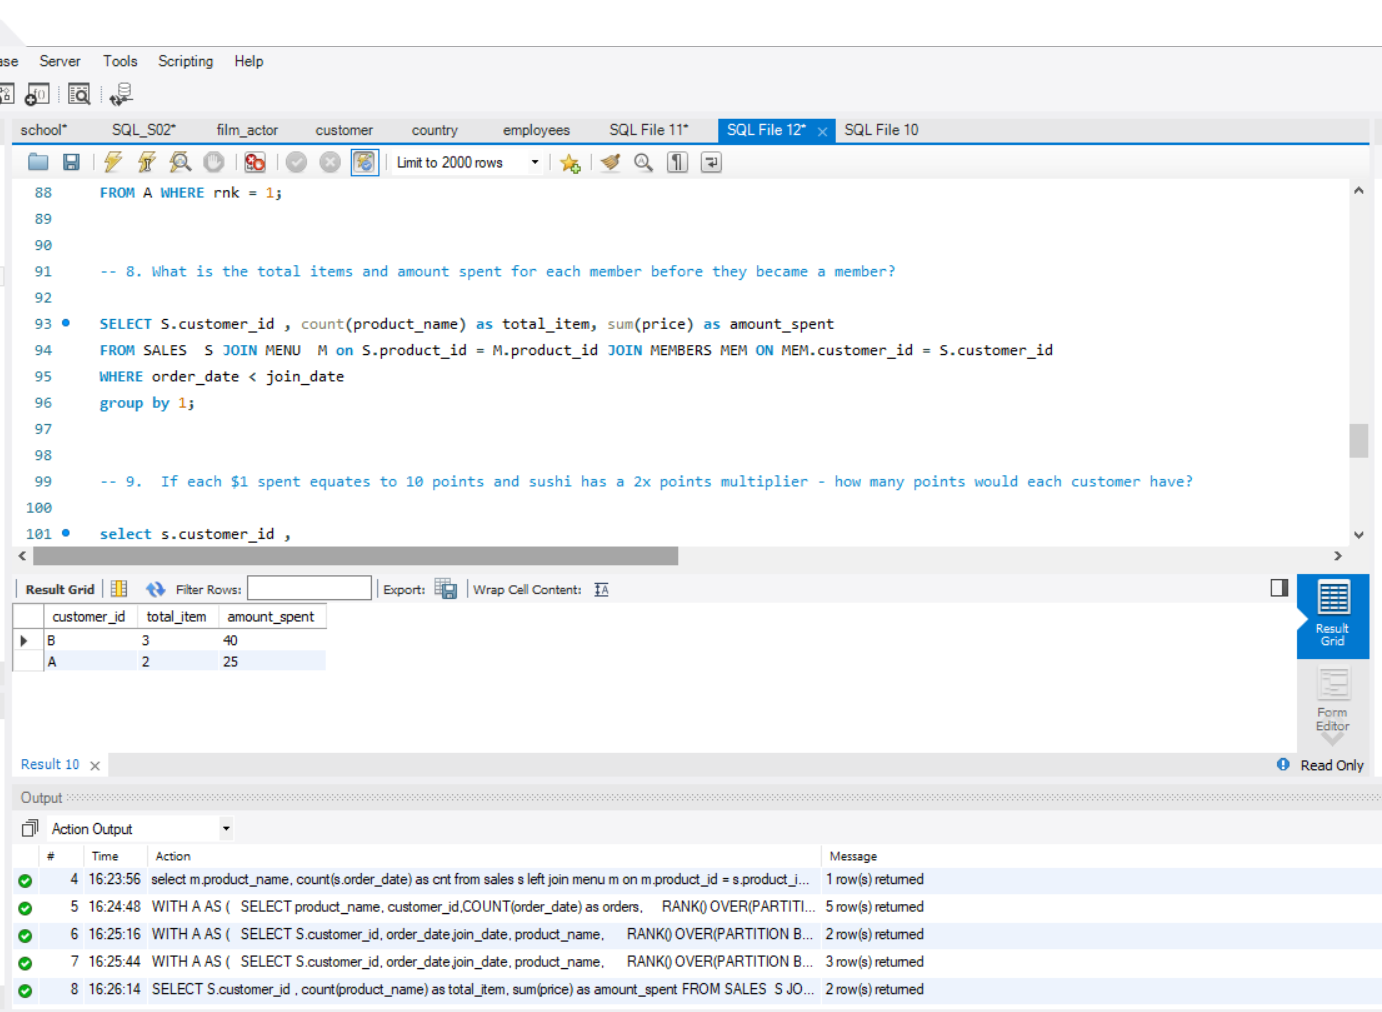 Server Tools Scripting Help
school* SQL_S02* film_actor customer country employees SQL File 11* SQL File 12* SQL File 10
Limit to 2000 rows
88 FROM A WHERE rnk = 1;
89
90
91 -- 8. What is the total items and amount spent for each member before they became a member?
92
93 SELECT S.customer_id , count(product_name) as total_item, sum(price) as amount_spent
94 FROM SALES S JOIN MENU M on S.product_id = M.product_id JOIN MEMBERS MEM ON MEM.customer_id = S.customer_id
95 WHERE order_date < join_date
96 group by 1;
97
98
99 -- 9. If each $1 spent equates to 10 points and sushi has a 2x points multiplier - how many points would each customer have?
100
101 select s.customer_id ,
Result Grid Filter Rows: Export: Wrap Cell Content:
customer_id total_item amount_spent
B 3 40
A 2 25
Result Grid
Form Editor
Result 10 Read Only
Output
Action Output
# Time Action Message
4 16:23:56 select m.product_name, count(s.order_date) as cnt from sales s left join menu m on m.product_id = s.product_i... 1 row(s) returned
5 16:24:48 WITH A AS ( SELECT product_name, customer_id,COUNT(order_date) as orders, RANK() OVER(PARTITI... 5 row(s) returned
6 16:25:16 WITH A AS ( SELECT S.customer_id, order_date,join_date, product_name, RANK() OVER(PARTITION B... 2 row(s) returned
7 16:25:44 WITH A AS ( SELECT S.customer_id, order_date,join_date, product_name, RANK() OVER(PARTITION B... 3 row(s) returned
8 16:26:14 SELECT S.customer_id , count(product_name) as total_item, sum(price) as amount_spent FROM SALES S JO... 2 row(s) returned